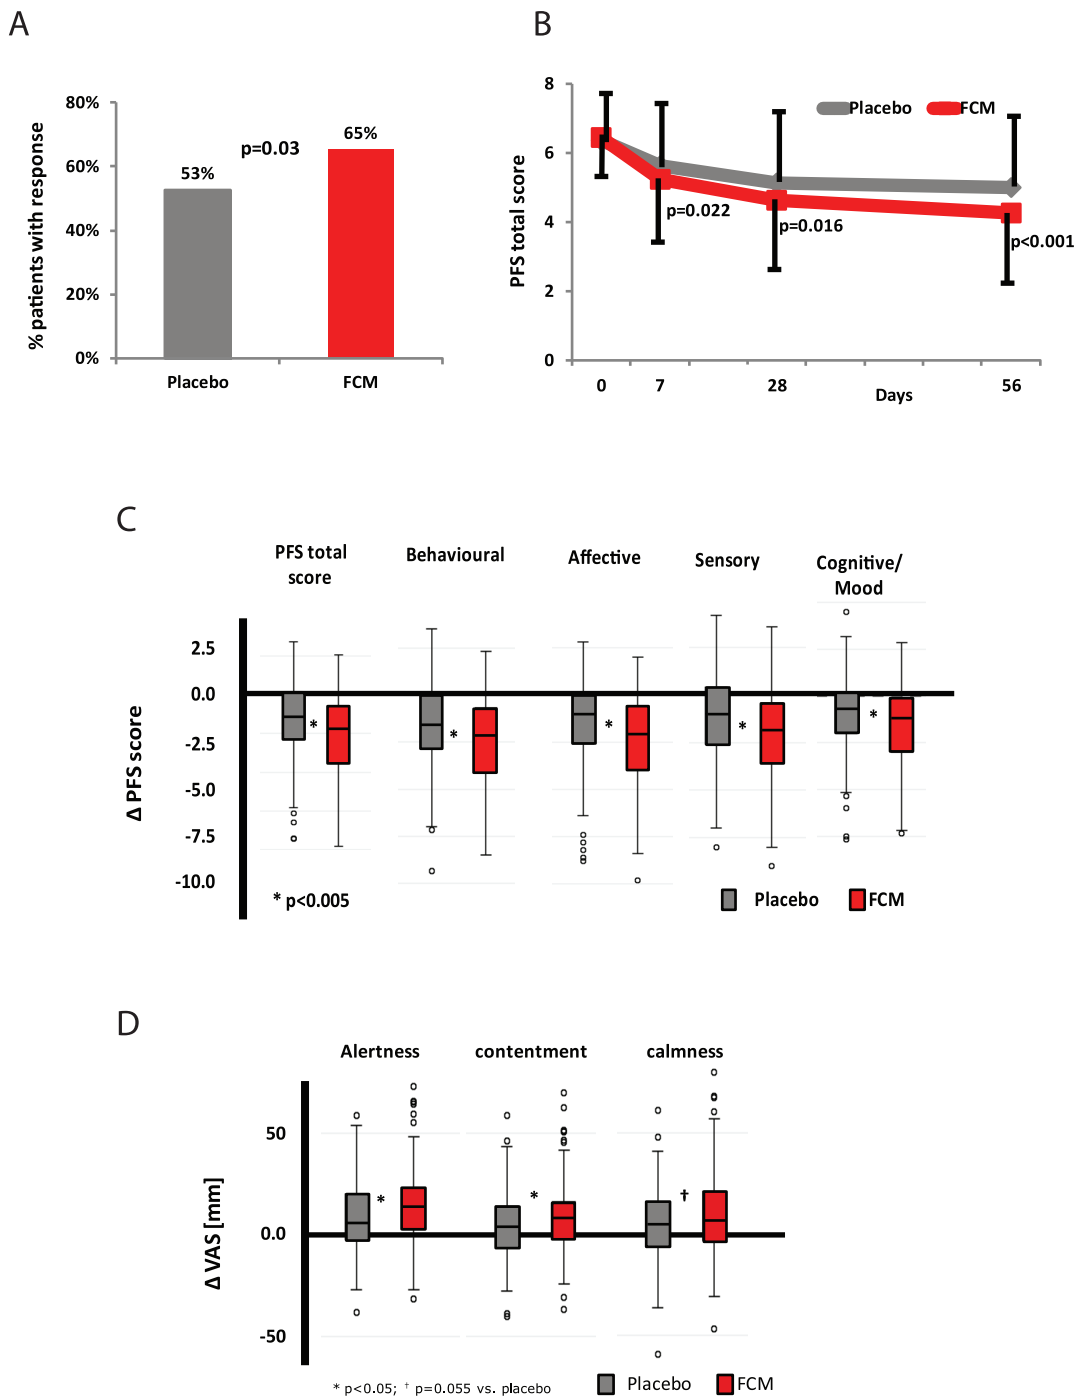 A
80%
60%
40%
20%
0%
% patients with response
53%
p=0.03
65%
Placebo
FCM
B
8
6
4
2
0
PFS total score
Placebo
FCM
p=0.022
p=0.016
p<0.001
0
7
28
Days
56
C
PFS total
score
Behavioural
Affective
Sensory
Cognitive/
Mood
2.5
0.0
-2.5
-5.0
-7.5
-10.0
Δ PFS score
*
*
*
*
*
* p<0.005
Placebo
FCM
D
Alertness
contentment
calmness
50
0.0
-50
Δ VAS [mm]
*
*
†
* p<0.05; † p=0.055 vs. placebo
Placebo
FCM